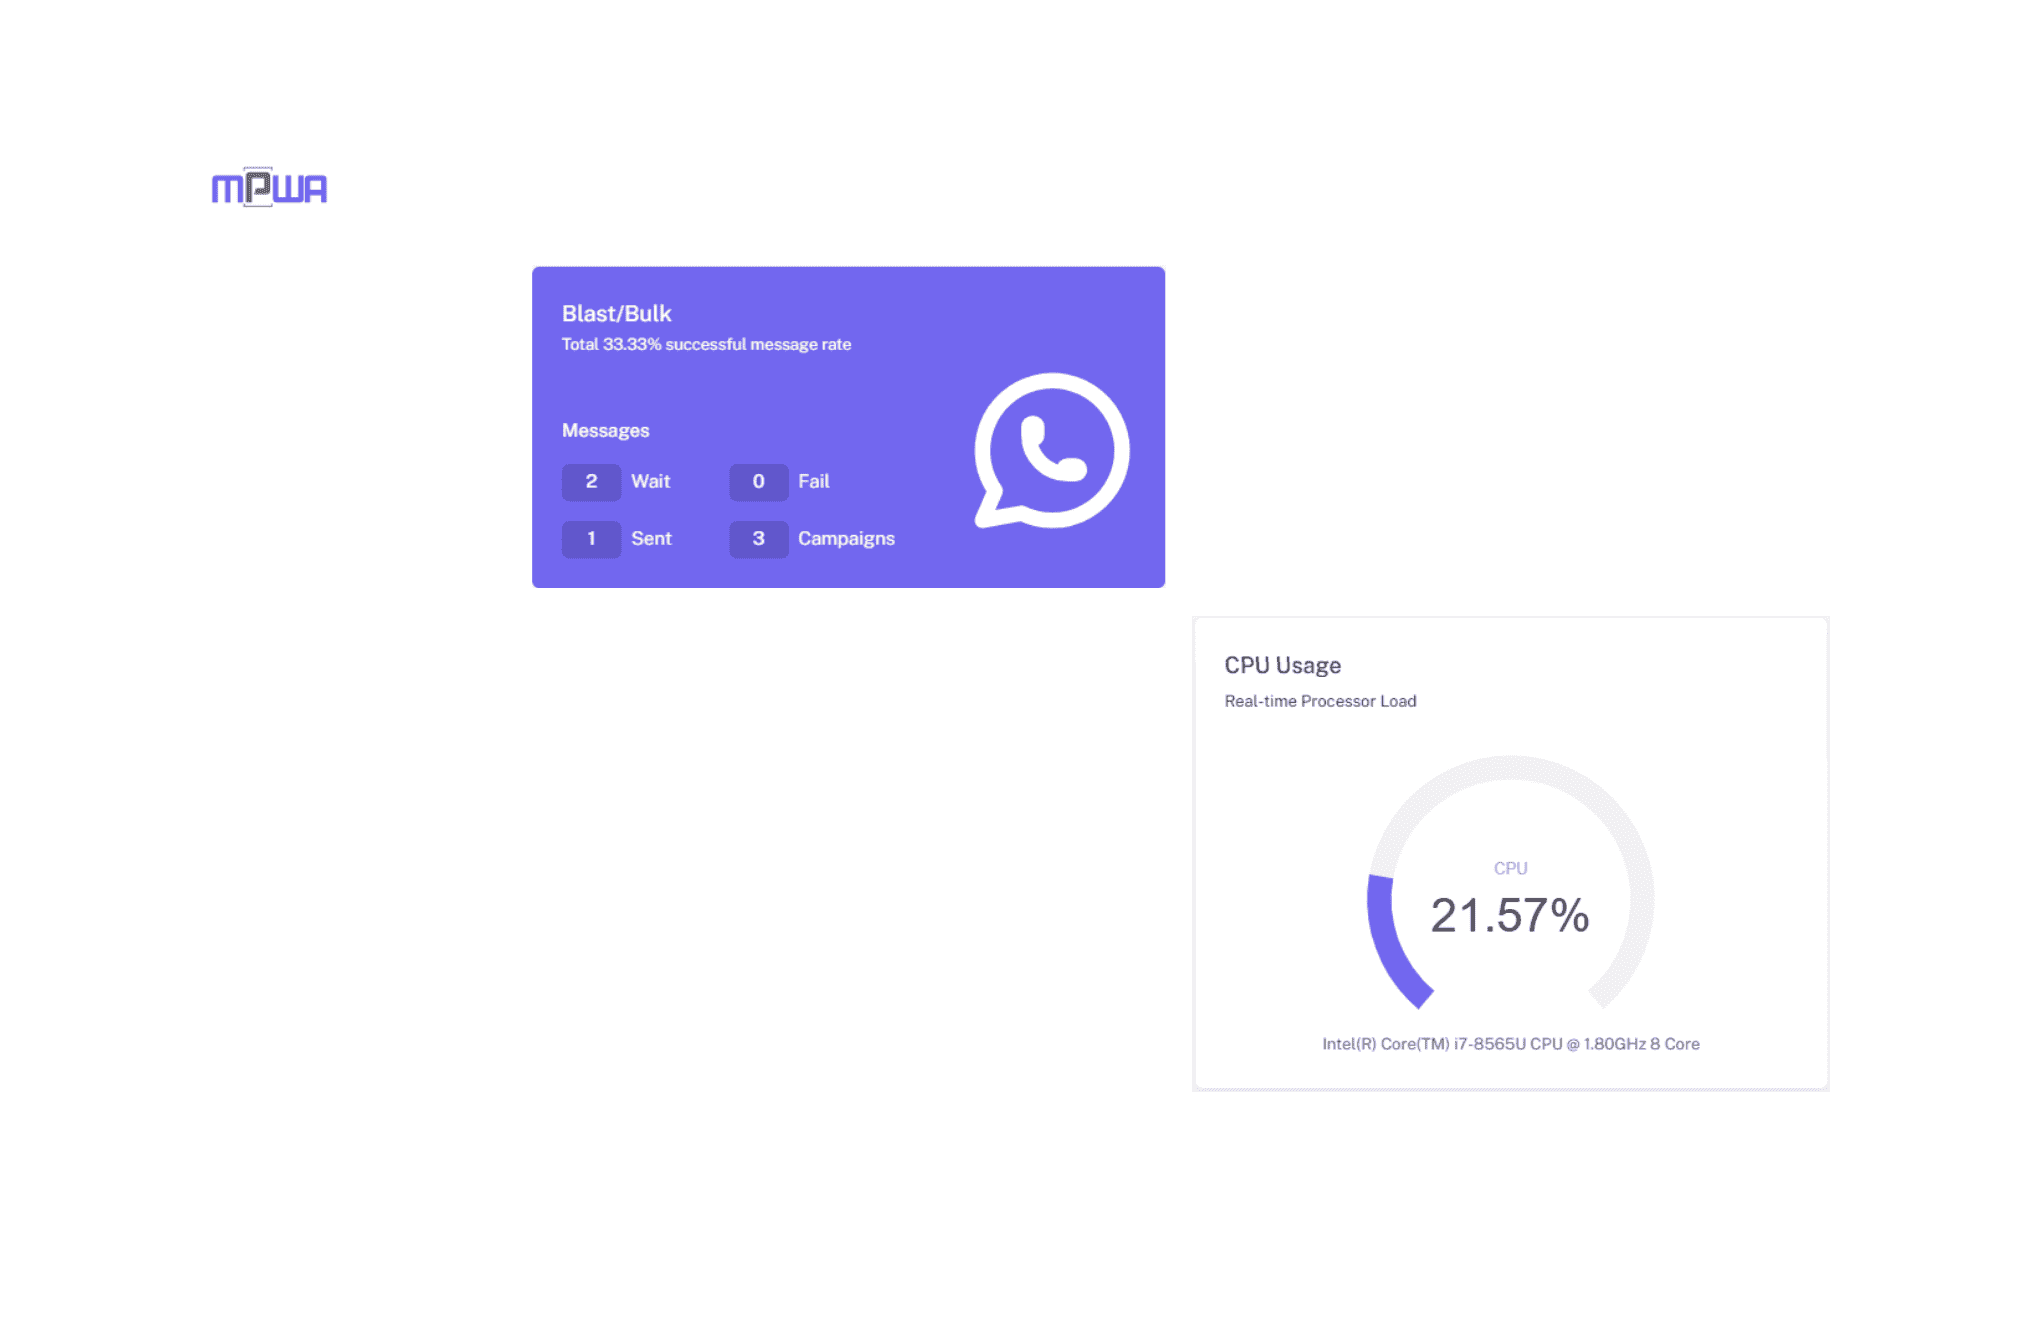 MPWA
Blast/Bulk
Total 33.33% successful message rate
Messages
2 Wait 0 Fail
1 Sent 3 Campaigns
CPU Usage
Real-time Processor Load
CPU
21.57%
Intel(R) Core(TM) i7-8565U CPU @ 1.80GHz 8 Core